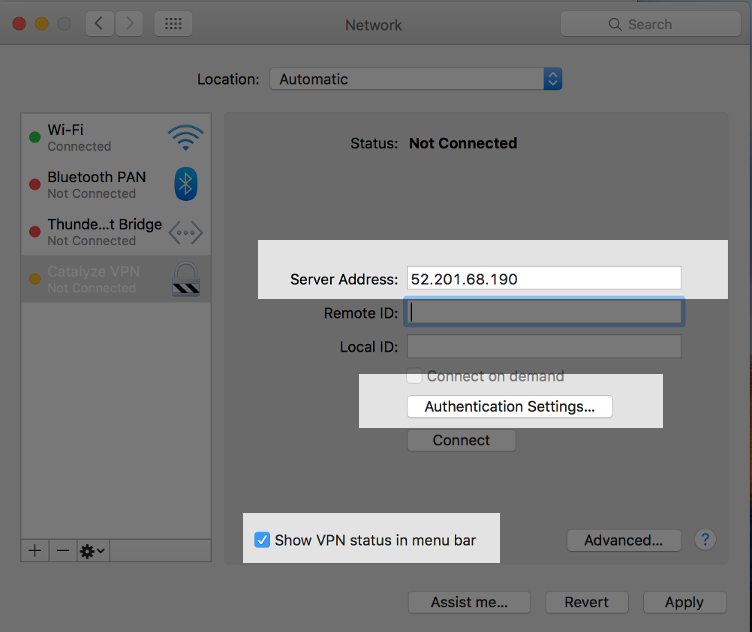 Network
Search
Location: Automatic
Wi-Fi
Connected
Bluetooth PAN
Not Connected
Thunde...t Bridge
Not Connected
Catalyze VPN
Not Connected
Status: Not Connected
Server Address: 52.201.68.190
Remote ID:
Local ID:
Connect on demand
Authentication Settings...
Connect
Show VPN status in menu bar
Advanced... ?
Assist me... Revert Apply